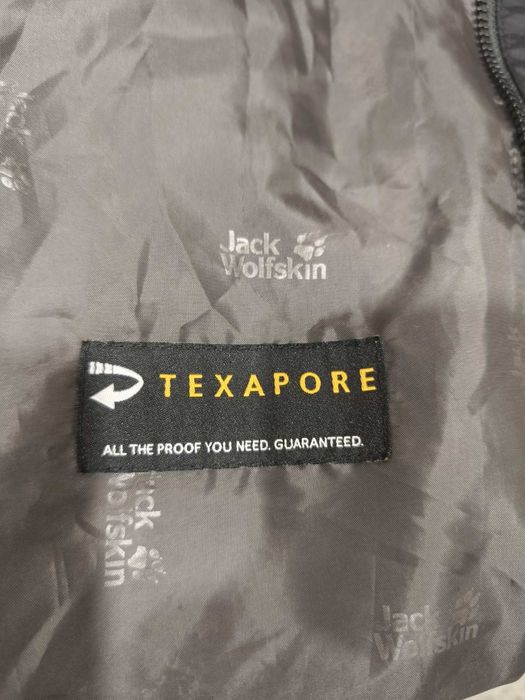 Jack
Wolfskin
TEXAPORE
ALL THE PROOF YOU NEED. GUARANTEED.
Jack
Wolfskin
Jack
Wolfskin